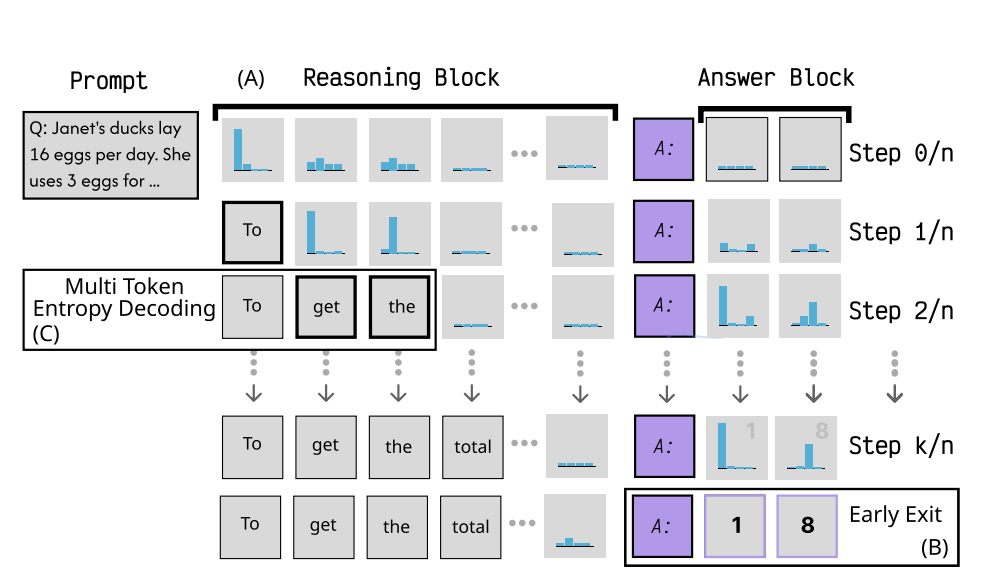 Prompt
(A) Reasoning Block
Answer Block
Q: Janet's ducks lay
16 eggs per day. She
uses 3 eggs for ...
A: Step 0/n
To A: Step 1/n
Multi Token
Entropy Decoding
(C)
To get the A: Step 2/n
To get the total A: 1 8 Step k/n
To get the total A: 1 8 Early Exit
(B)